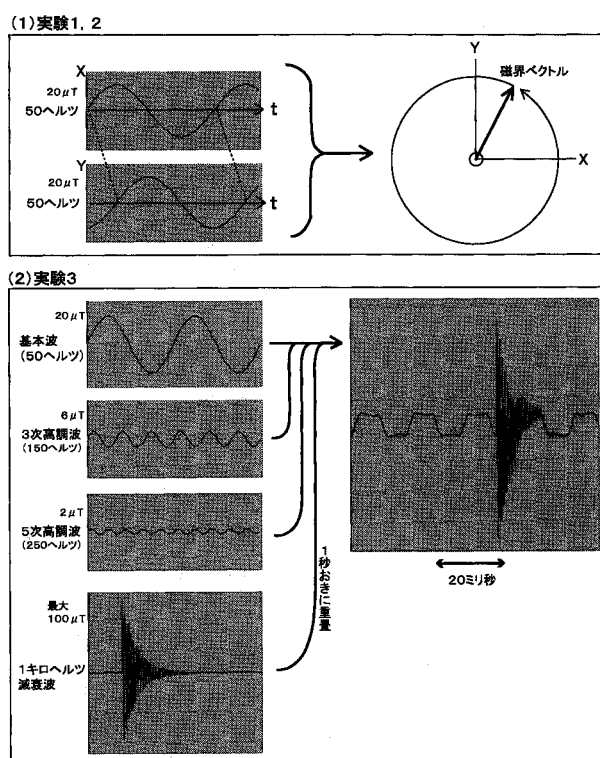 (1)実験1, 2
X
20μT
50ヘルツ
t
Y
20μT
50ヘルツ
t
Y
磁界ベクトル
X
(2)実験3
20μT
基本波
(50ヘルツ)
6μT
3次高調波
(150ヘルツ)
2μT
5次高調波
(250ヘルツ)
最大
100μT
1キロヘルツ
減衰波
1秒おきに重畳
20ミリ秒